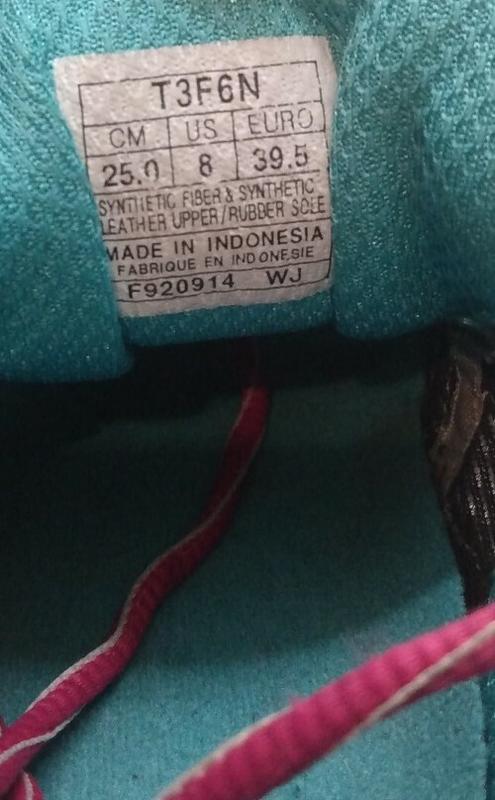 T3F6N
CM US EURO
25.0 8 39.5
SYNTHETIC FIBER & SYNTHETIC
LEATHER UPPER/RUBBER SOLE
MADE IN INDONESIA
FABRIQUE EN INDONESIE
F920914 WJ